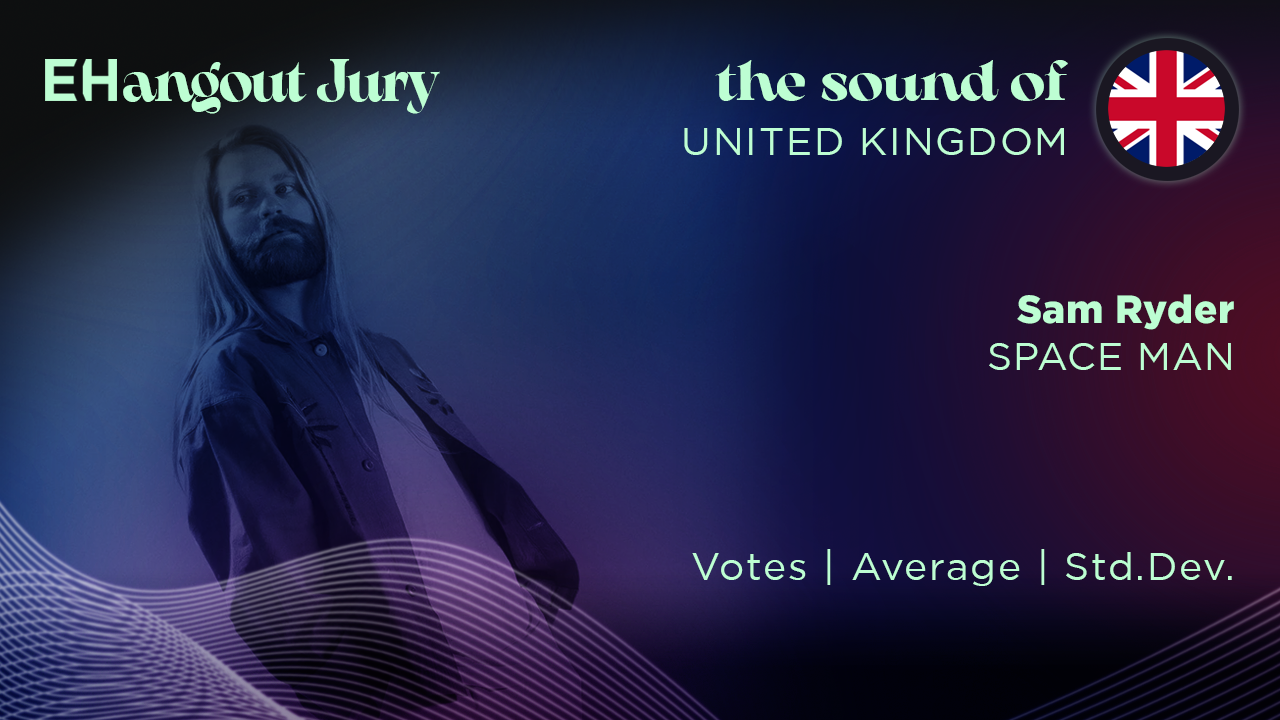 EHangout Jury
the sound of
UNITED KINGDOM
Sam Ryder
SPACE MAN
Votes | Average | Std.Dev.